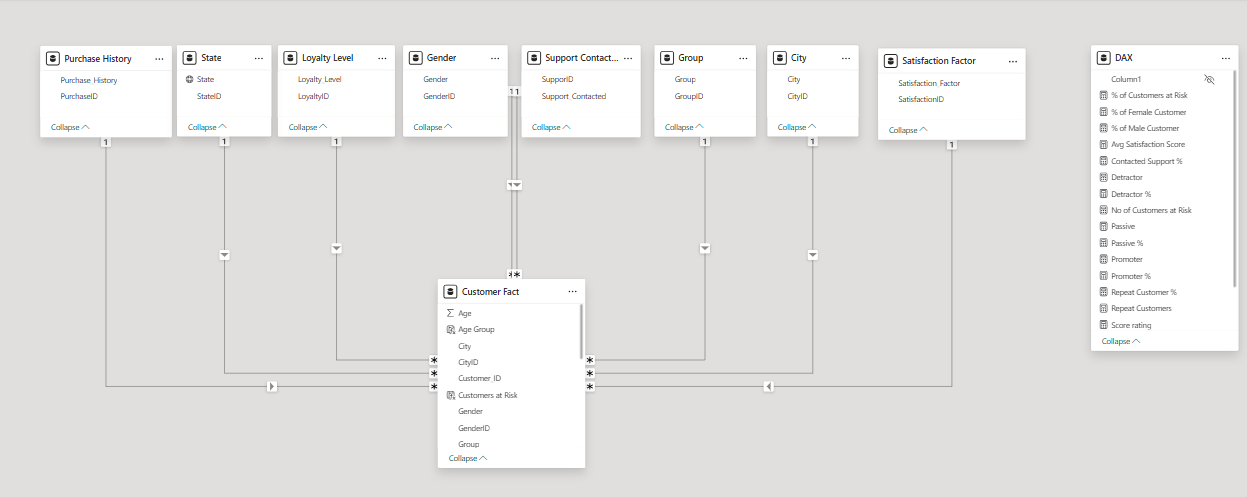 Purchase History
Purchase History
PurchaseID
Collapse
State
State
StateID
Collapse
Loyalty Level
Loyalty_Level
LoyaltyID
Collapse
Gender
Gender
GenderID
Collapse
Support Contact...
SupporID
Support_Contacted
Collapse
Group
Group
GroupID
Collapse
City
City
CityID
Collapse
Satisfaction Factor
Satisfaction_Factor
SatisfactionID
Collapse
DAX
Column1
% of Customers at Risk
% of Female Customer
% of Male Customer
Avg Satisfaction Score
Contacted Support %
Detractor
Detractor %
No of Customers at Risk
Passive
Passive %
Promoter
Promoter %
Repeat Customer %
Repeat Customers
Score rating
Collapse
1
1
1
1 1
1
1
1
* *
Customer Fact
Age
Age Group
City
CityID
Customer_ID
Customers at Risk
Gender
GenderID
Group
Collapse
*
*
*
*
*
*